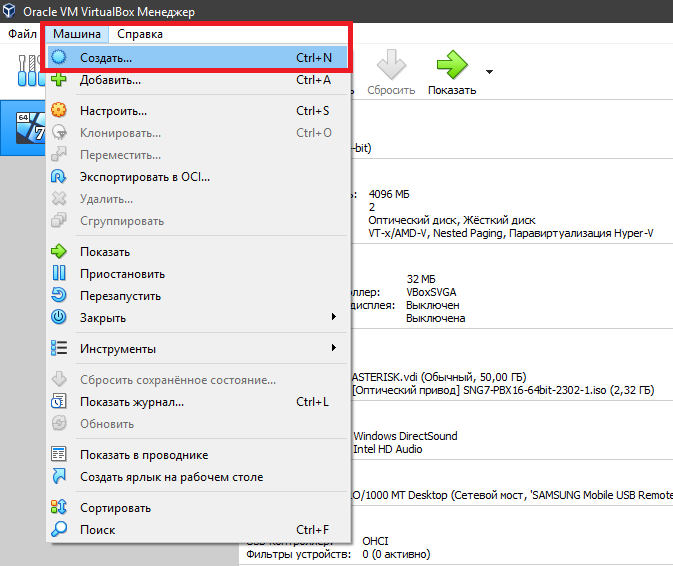 Oracle VM VirtualBox Менеджер
Файл Машина Справка
Создать... Ctrl+N
Добавить... Ctrl+A
Сбросить Показать
Настроить... Ctrl+S
Клонировать... Ctrl+O
Переместить...
Экспортировать в OCI...
Удалить...
Сгруппировать
Показать
Приостановить
Перезапустить
Закрыть
Инструменты
Сбросить сохранённое состояние...
Показать журнал... Ctrl+L
Обновить
Показать в проводнике
Создать ярлык на рабочем столе
Сортировать
Поиск Ctrl+F
64
7
-bit)
4096 МБ
2
Оптический диск, Жёсткий диск
VT-x/AMD-V, Nested Paging, Паравиртуализация Hyper-V
32 МБ
оллер: VBoxSVGA
дисплея: Выключен
Выключена
ASTERISK.vdi (Обычный, 50,00 ГБ)
[Оптический привод] SNG7-PBX16-64bit-2302-1.iso (2,32 ГБ)
Windows DirectSound
Intel HD Audio
O/1000 MT Desktop (Сетевой мост, 'SAMSUNG Mobile USB Remote
USB-контроллер: OHCI
Фильтры устройств: 0 (0 активно)